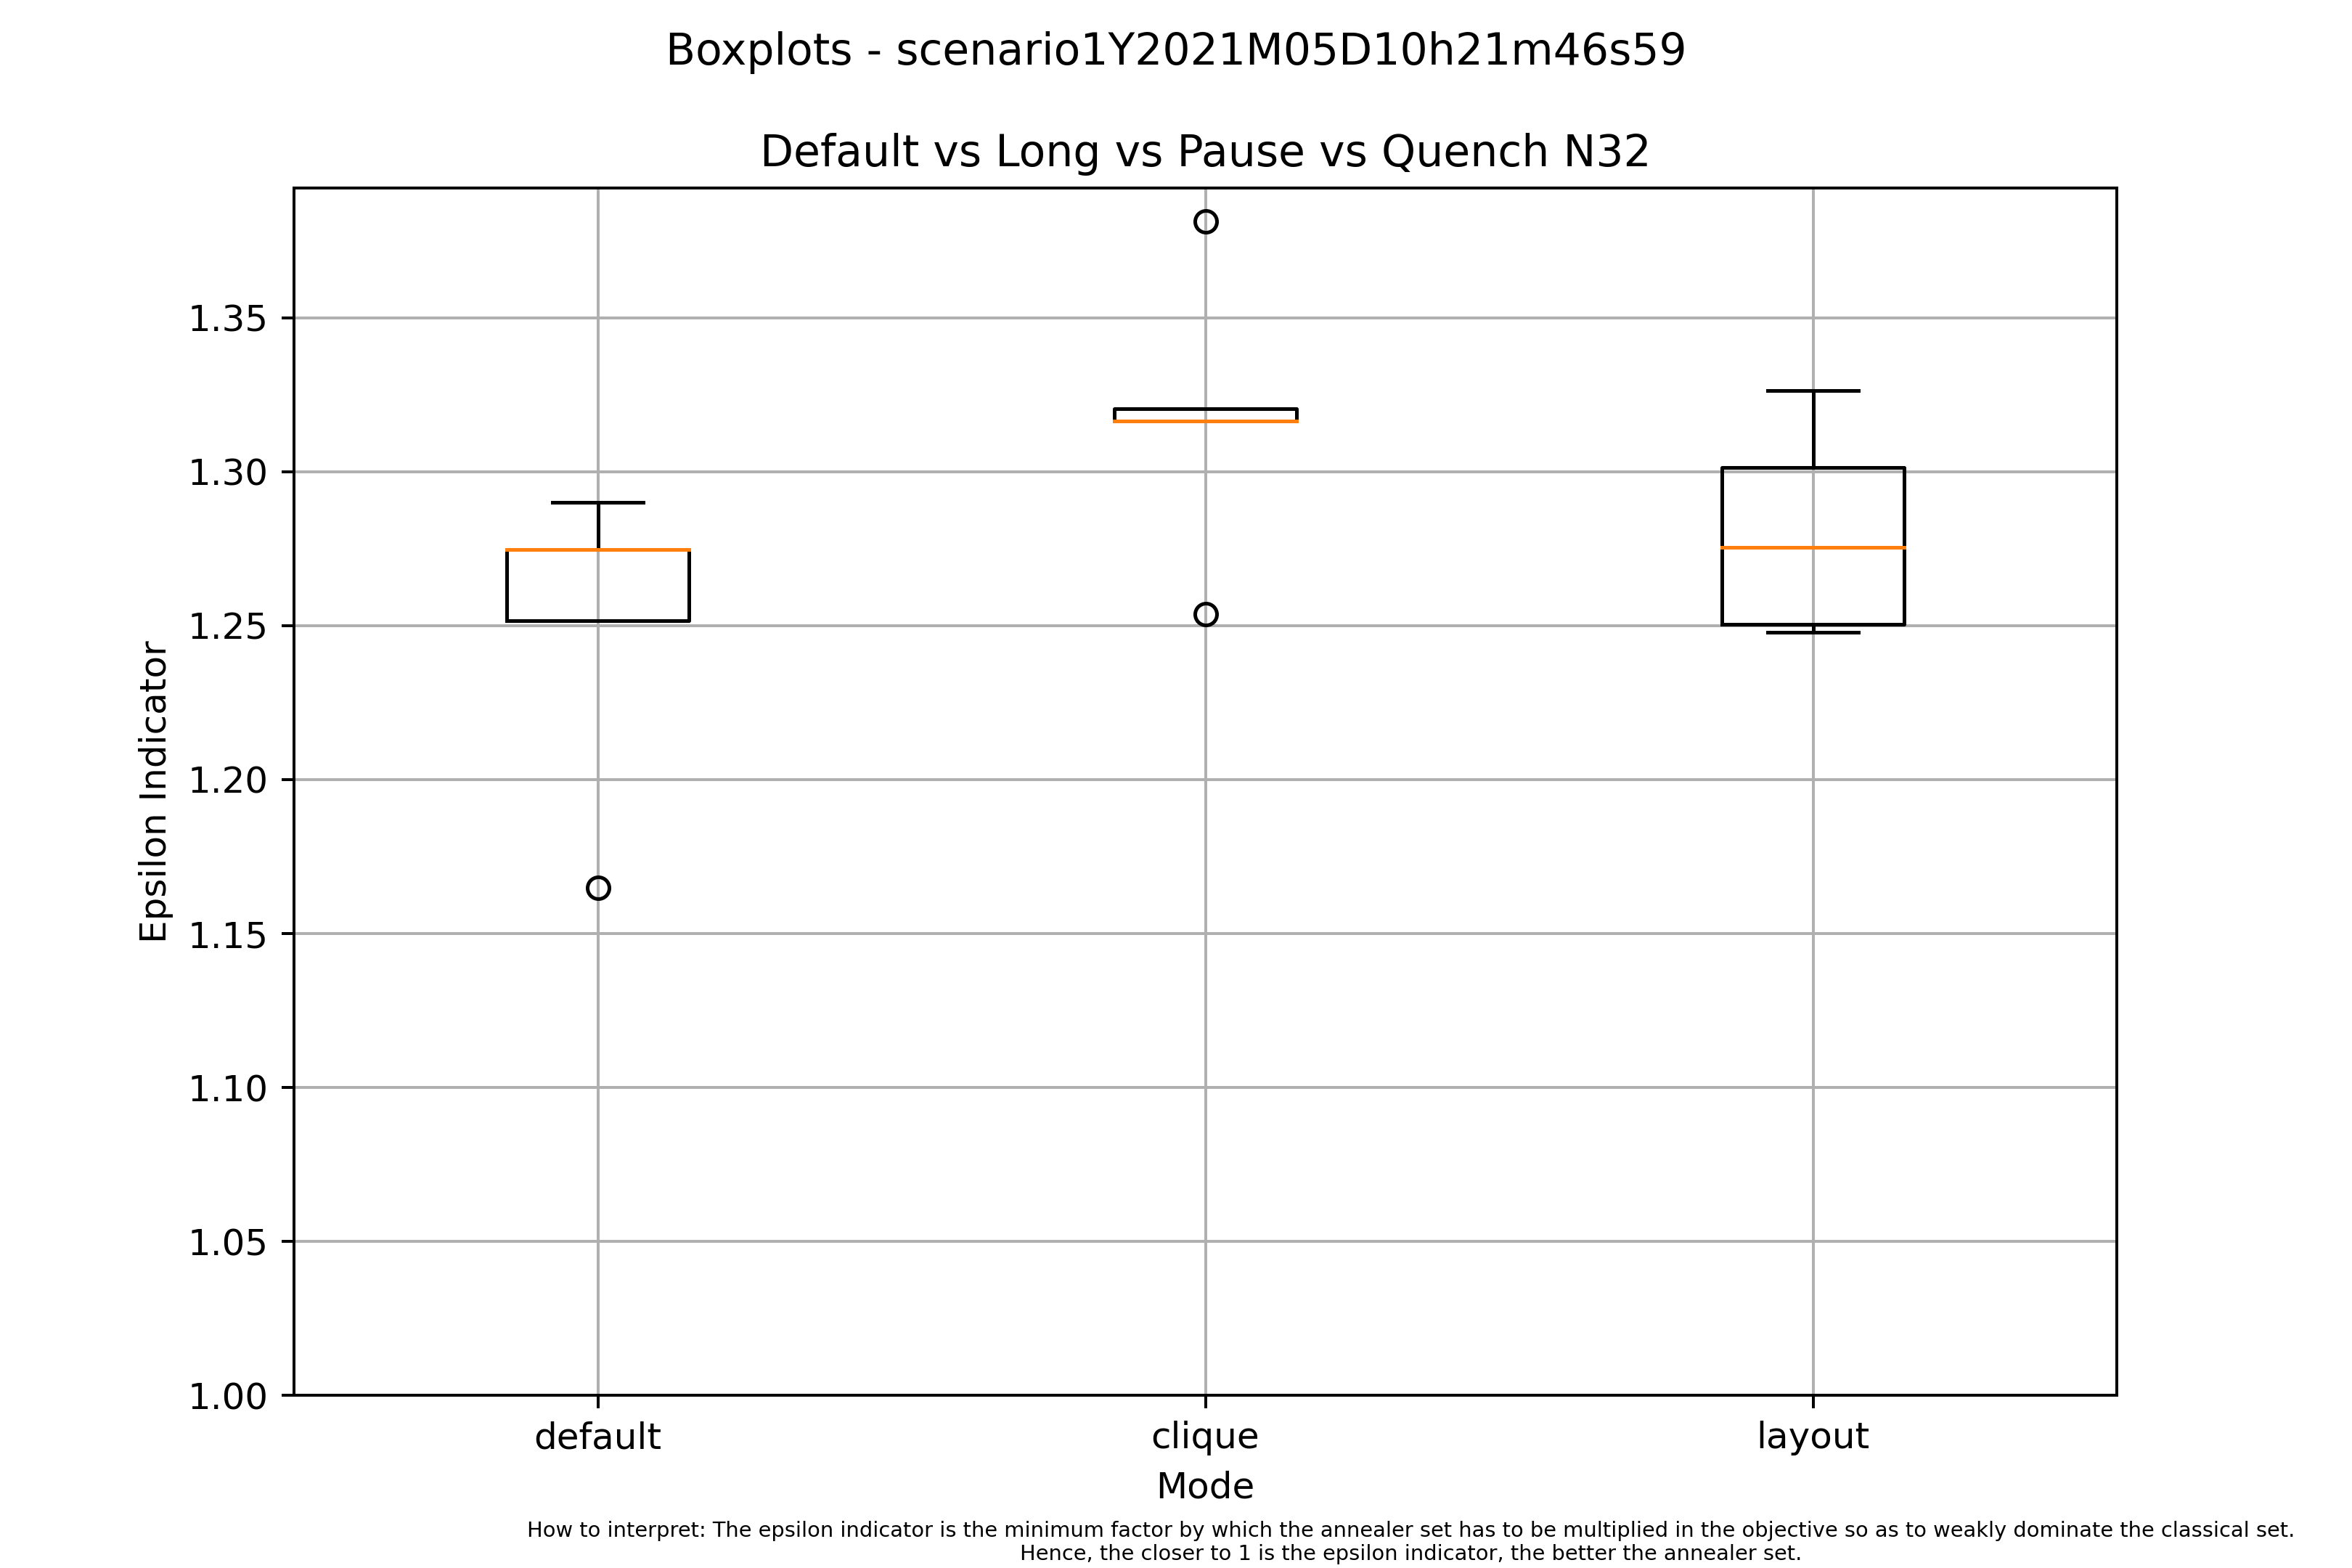 Boxplots - scenario1Y2021M05D10h21m46s59
Default vs Long vs Pause vs Quench N32
1.35
1.30
1.25
1.20
1.15
1.10
1.05
1.00
Epsilon Indicator
default
clique
layout
Mode
How to interpret: The epsilon indicator is the minimum factor by which the annealer set has to be multiplied in the objective so as to weakly dominate the classical set.
Hence, the closer to 1 is the epsilon indicator, the better the annealer set.